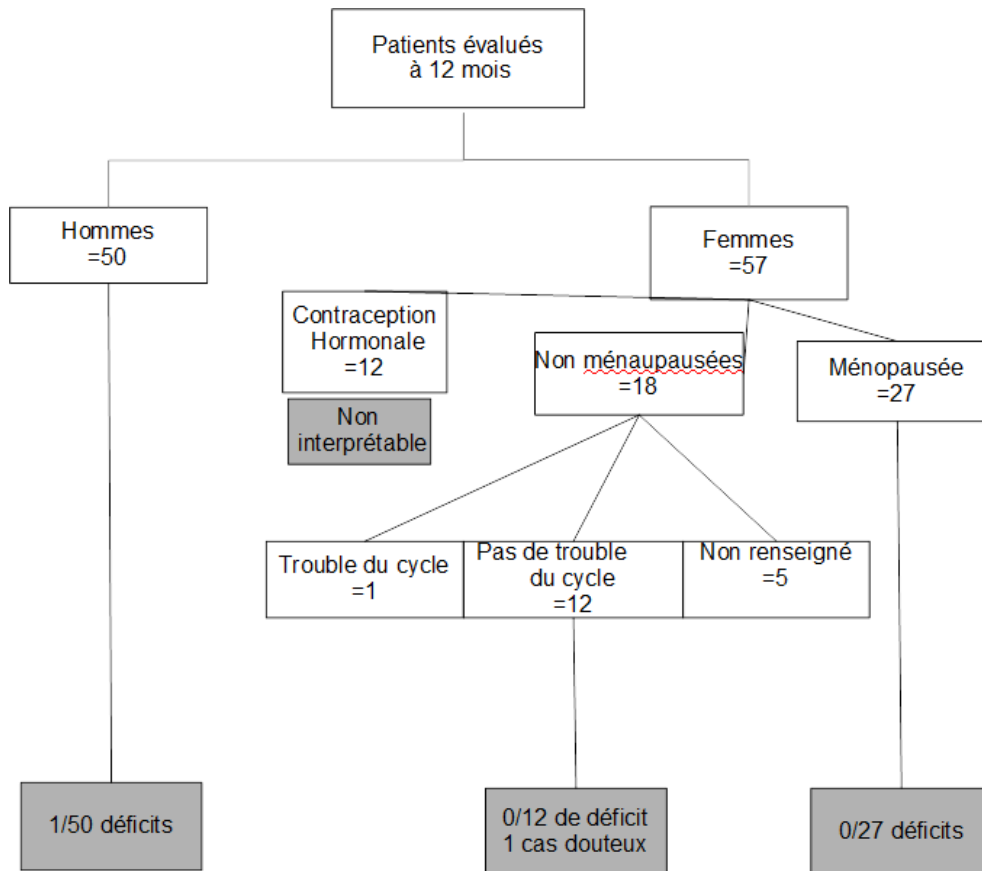 Patients évalués
à 12 mois
Hommes
=50
Femmes
=57
Contraception
Hormonale
=12
Non
interprétable
Non ménaupausées
=18
Ménopausée
=27
Trouble du cycle
=1
Pas de trouble
du cycle
=12
Non renseigné
=5
1/50 déficits
0/12 de déficit
1 cas douteux
0/27 déficits